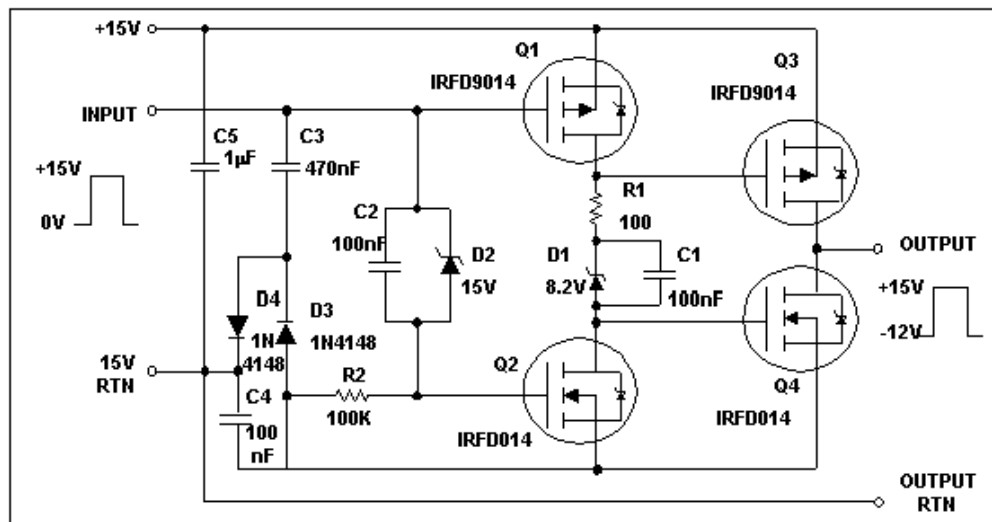 +15V
Q1
Q3
IRFD9014
IRFD9014
INPUT
C5
1µF
C3
470nF
+15V
0V
C2
100nF
D2
15V
R1
100
D1
8.2V
C1
100nF
OUTPUT
+15V
-12V
D4
1N
4148
D3
1N4148
15V
RTN
R2
100K
Q2
Q4
C4
100
nF
IRFD014
IRFD014
OUTPUT
RTN